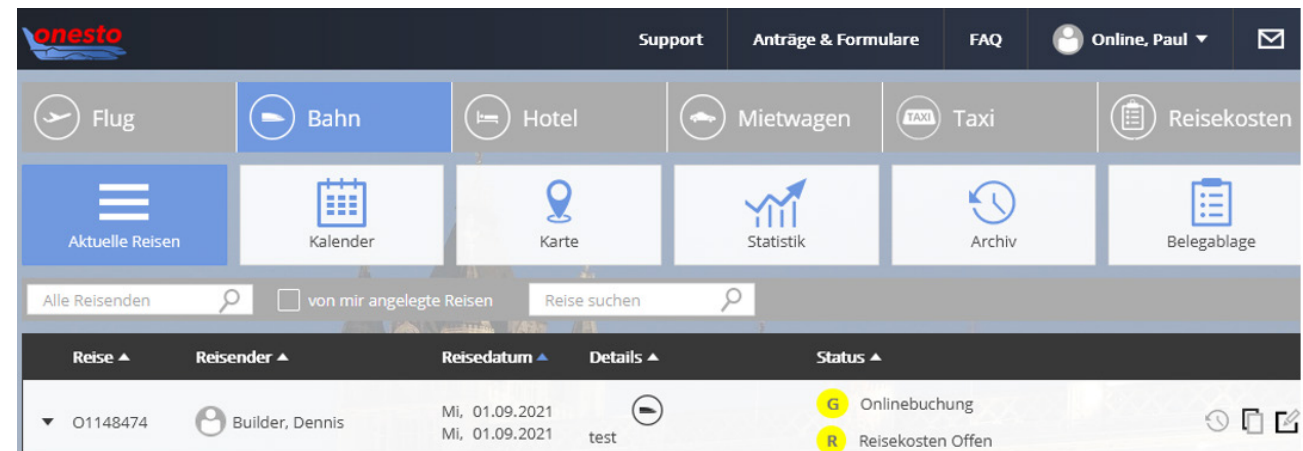 onesto
Support Anträge & Formulare FAQ Online, Paul
Flug Bahn Hotel Mietwagen TAXI Taxi Reisekosten
Aktuelle Reisen Kalender Karte Statistik Archiv Belegablage
Alle Reisenden von mir angelegte Reisen Reise suchen
Reise Reisender Reisedatum Details Status
O1148474 Builder, Dennis Mi, 01.09.2021 G Onlinebuchung
Mi, 01.09.2021 test R Reisekosten Offen